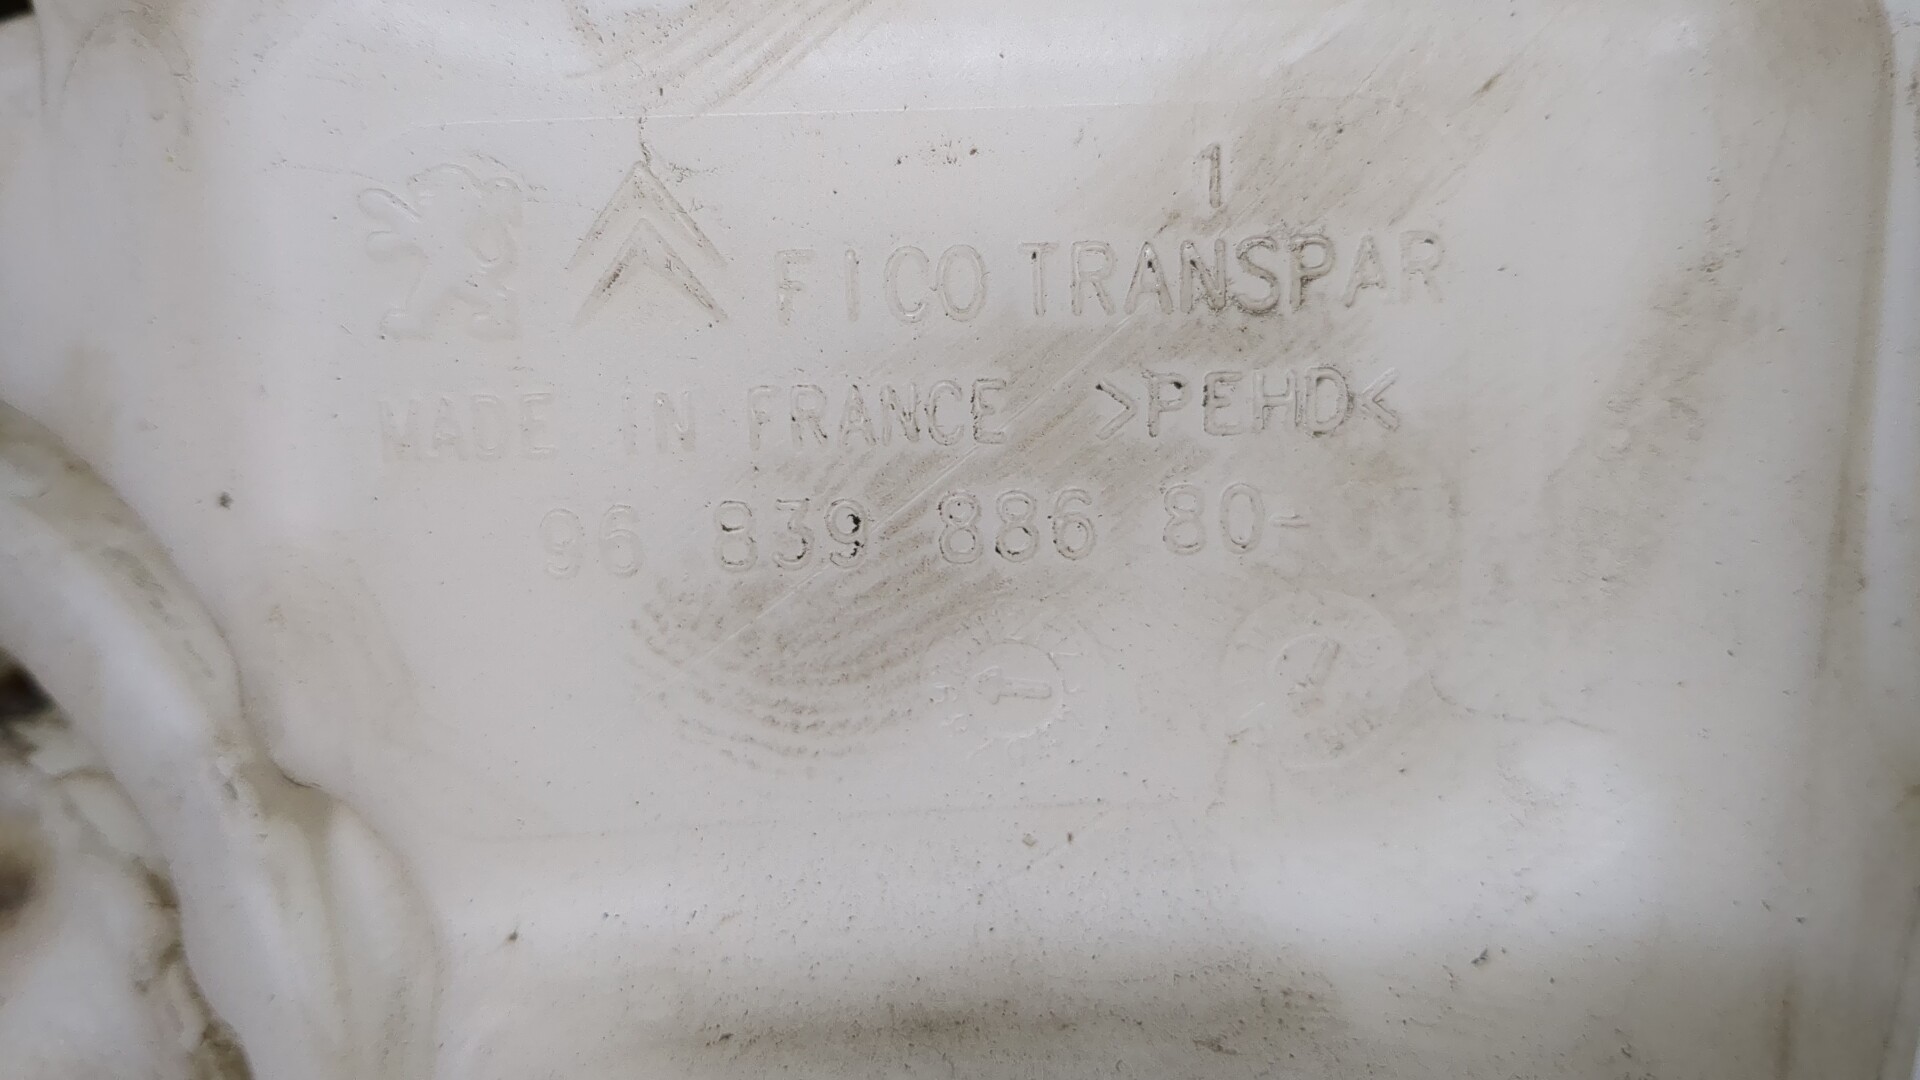 1
FICO TRANSPAR
MADE IN FRANCE >PEHD<
96 839 886 80-